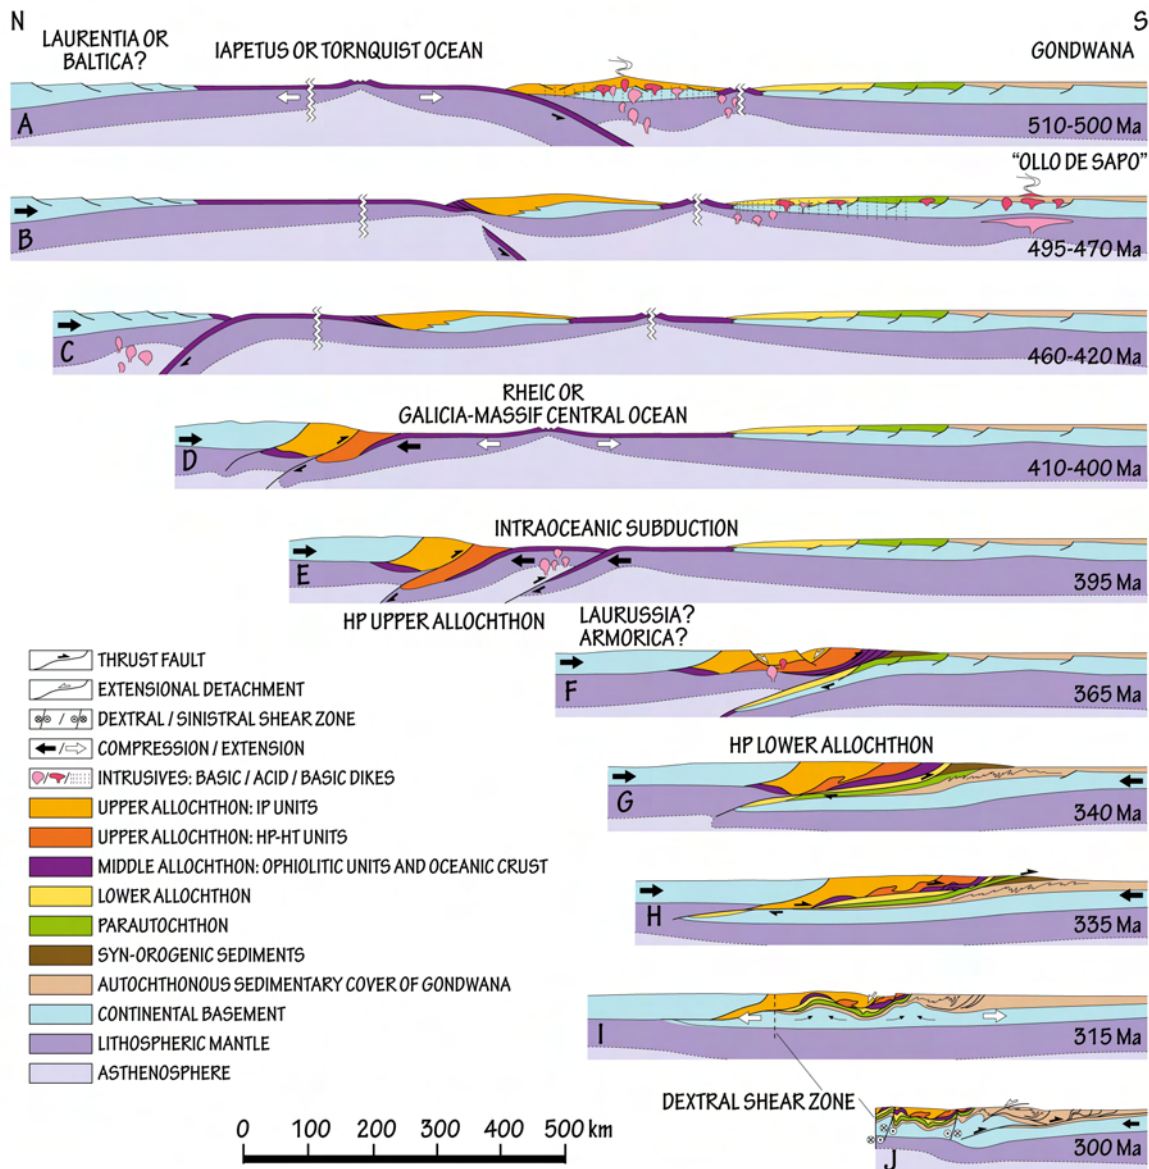 N
S
LAURENTIA OR
BALTICA?
IAPETUS OR TORNQUIST OCEAN
GONDWANA
A
510-500 Ma
"OLLO DE SAPO"
B
495-470 Ma
C
460-420 Ma
RHEIC OR
GALICIA-MASSIF CENTRAL OCEAN
D
410-400 Ma
INTRAOCEANIC SUBDUCTION
E
395 Ma
HP UPPER ALLOCHTHON
LAURUSSIA?
ARMORICA?
F
365 Ma
THRUST FAULT
EXTENSIONAL DETACHMENT
DEXTRAL / SINISTRAL SHEAR ZONE
COMPRESSION / EXTENSION
INTRUSIVES: BASIC / ACID / BASIC DIKES
UPPER ALLOCHTHON: IP UNITS
UPPER ALLOCHTHON: HP-HT UNITS
MIDDLE ALLOCHTHON: OPHIOLITIC UNITS AND OCEANIC CRUST
LOWER ALLOCHTHON
PARAUTOCHTHON
SYN-OROGENIC SEDIMENTS
AUTOCHTHONOUS SEDIMENTARY COVER OF GONDWANA
CONTINENTAL BASEMENT
LITHOSPHERIC MANTLE
ASTHENOSPHERE
HP LOWER ALLOCHTHON
G
340 Ma
H
335 Ma
I
315 Ma
DEXTRAL SHEAR ZONE
J
300 Ma
0 100 200 300 400 500 km